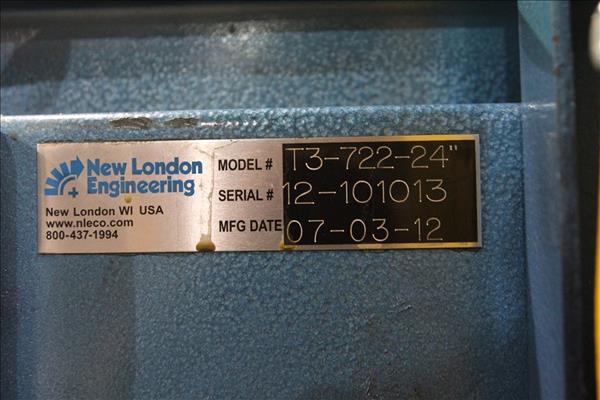 New London
Engineering
New London WI USA
www.nleco.com
800-437-1994
MODEL # T3-722-24"
SERIAL # 12-101013
MFG DATE 07-03-12